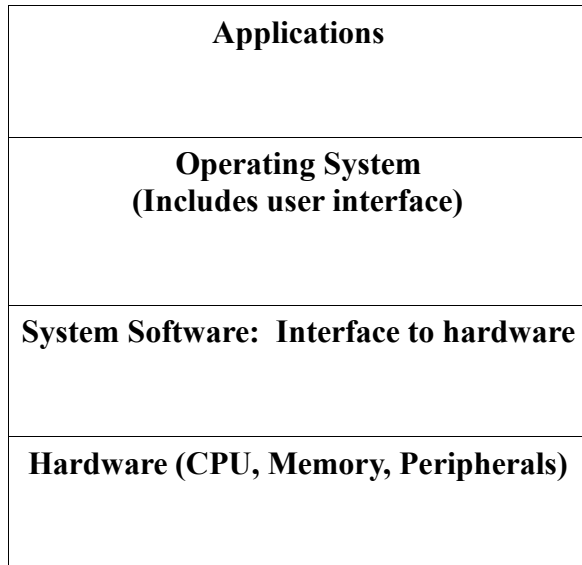 Applications
Operating System
(Includes user interface)
System Software:  Interface to hardware
Hardware (CPU, Memory, Peripherals)